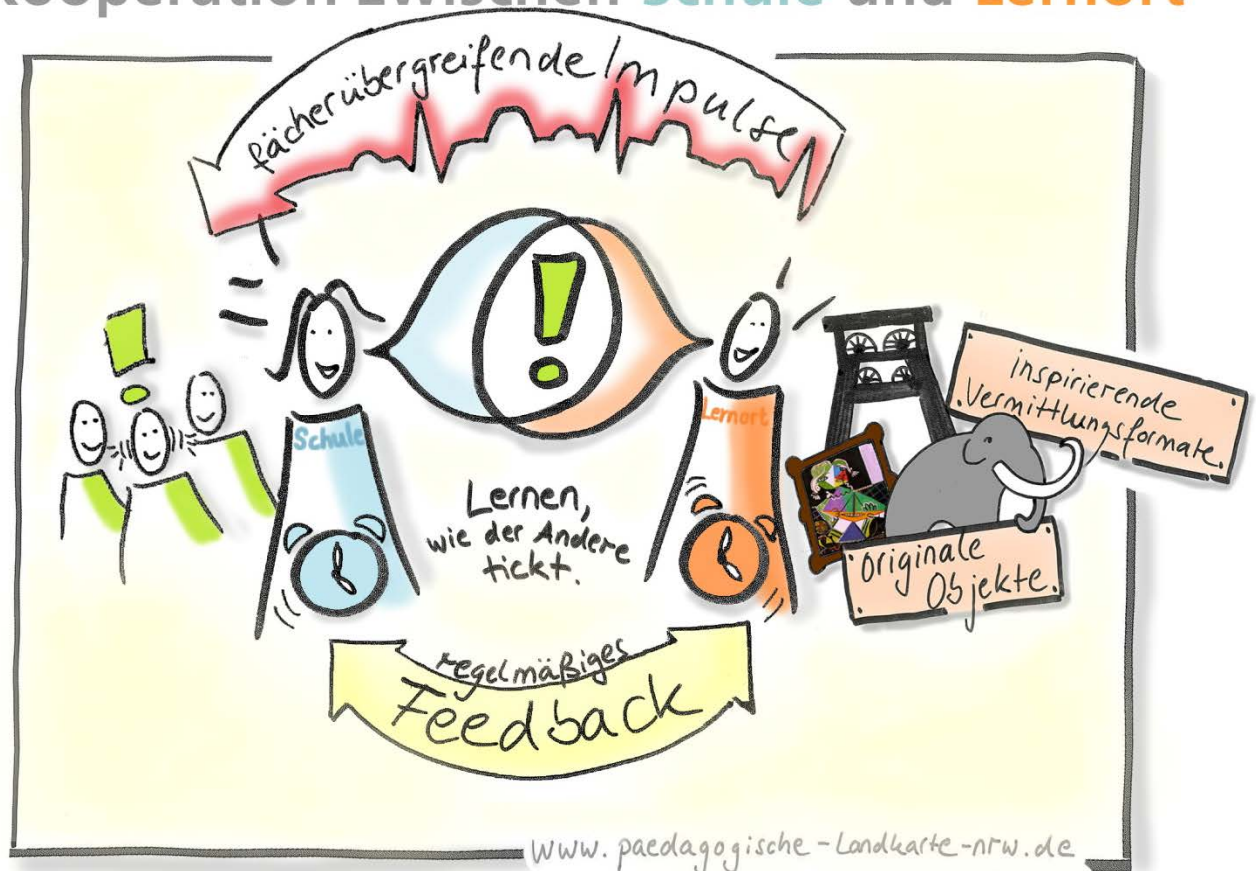 Kooperation zwischen Schule und Lernort
fächerübergreifende Impulse
Schule
Lernort
Lernen,
wie der Andere
tickt.
inspirierende
Vermittlungsformate.
originale
Objekte.
regelmäßiges
Feedback
www.paedagogische-landkarte-nrw.de